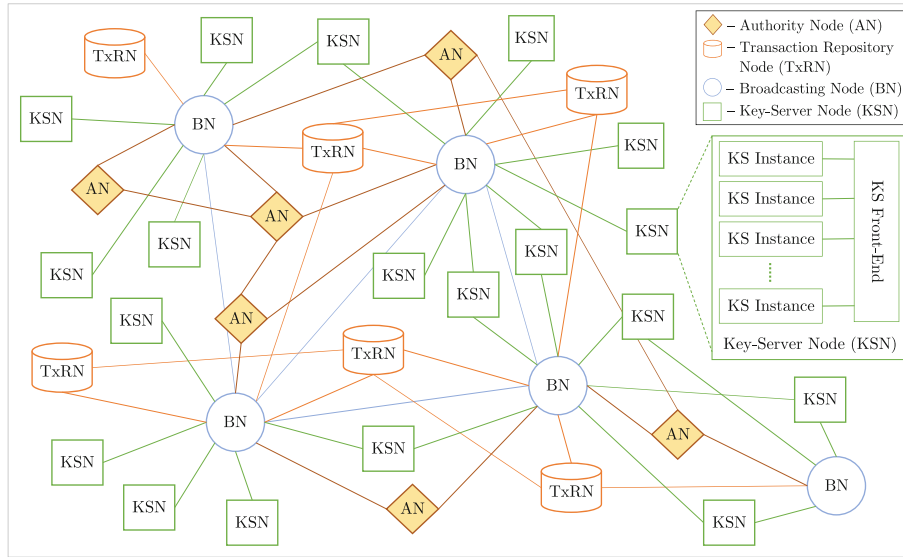 KSN
KSN
KSN
AN
– Authority Node (AN)
– Transaction Repository
Node (TxRN)
– Broadcasting Node (BN)
– Key-Server Node (KSN)
TxRN
TxRN
KSN
BN
TxRN
KSN
BN
KS Instance
AN
AN
KS Instance
KSN
KSN
KSN
KS Instance
KS Front-End
KSN
KSN
KSN
KSN
KS Instance
AN
KSN
KSN
Key-Server Node (KSN)
TxRN
TxRN
BN
KSN
BN
AN
KSN
KSN
BN
TxRN
KSN
AN
KSN
KSN